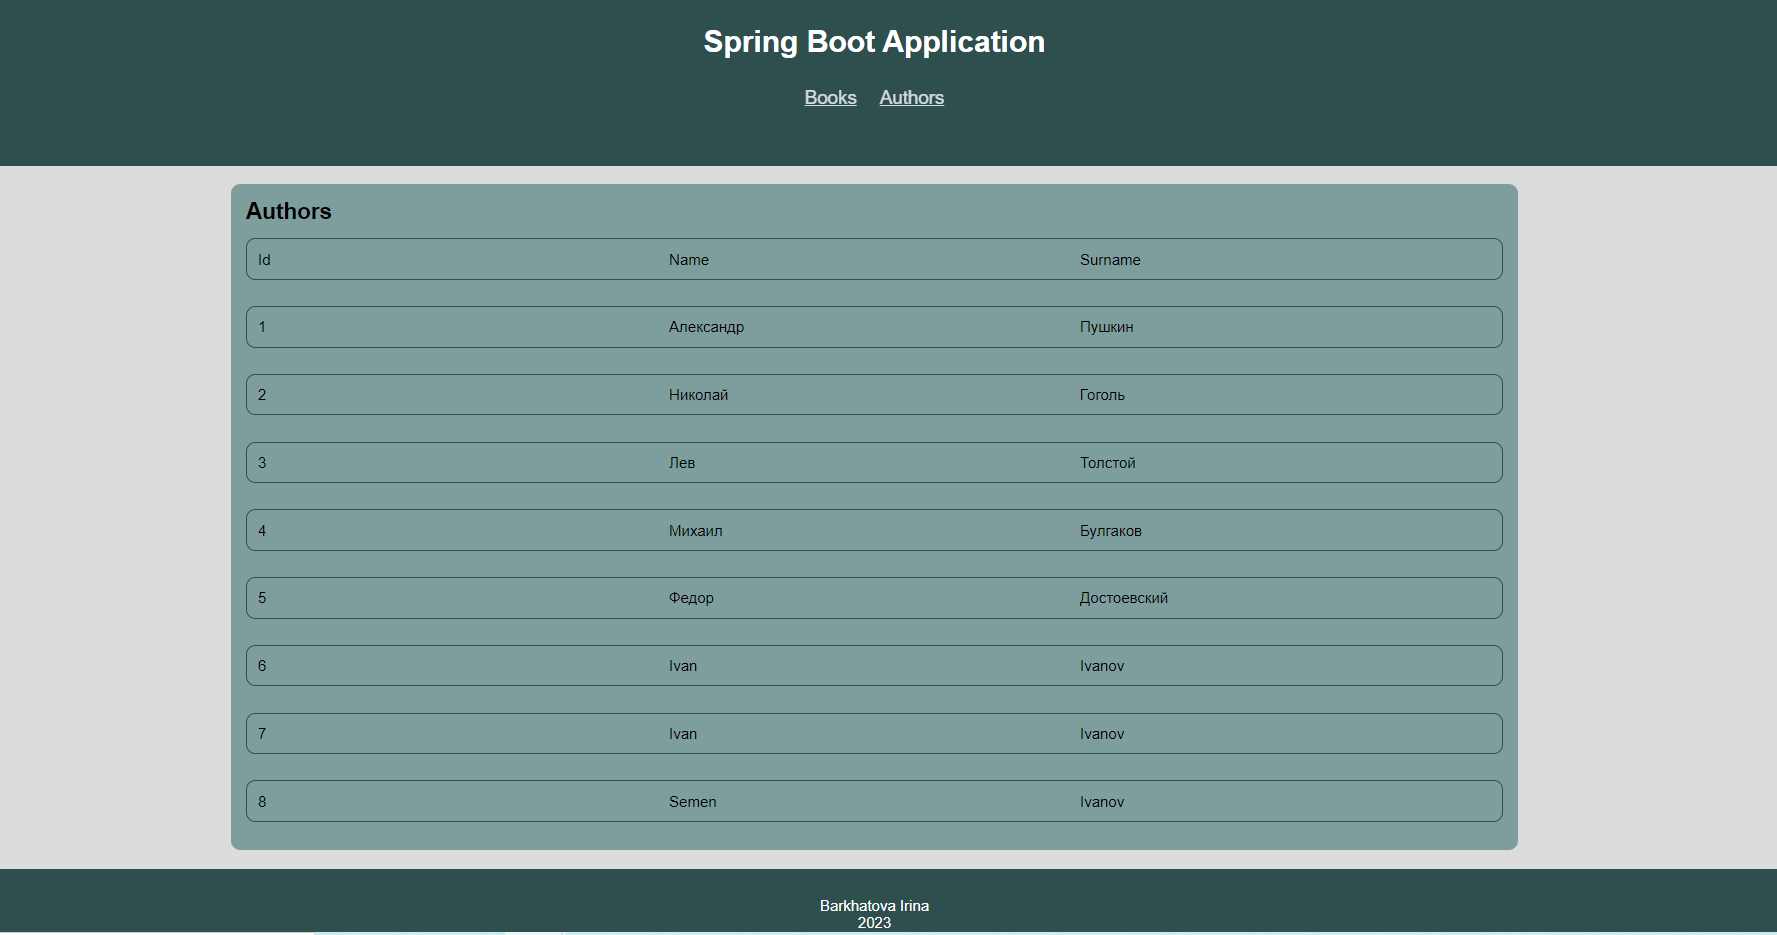 Spring Boot Application
Books Authors
Authors
Id Name Surname
1 Александр Пушкин
2 Николай Гоголь
3 Лев Толстой
4 Михаил Булгаков
5 Федор Достоевский
6 Ivan Ivanov
7 Ivan Ivanov
8 Semen Ivanov
Barkhatova Irina
2023